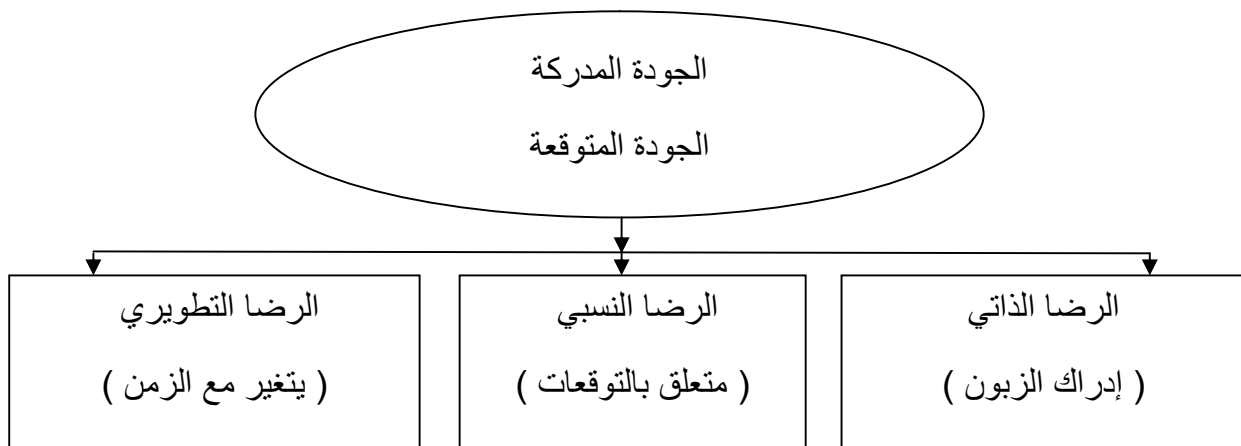 الجودة المدركة
الجودة المتوقعة
الرضا الذاتي
( إدراك الزبون )
الرضا النسبي
( متعلق بالتوقعات )
الرضا التطويري
( يتغير مع الزمن )